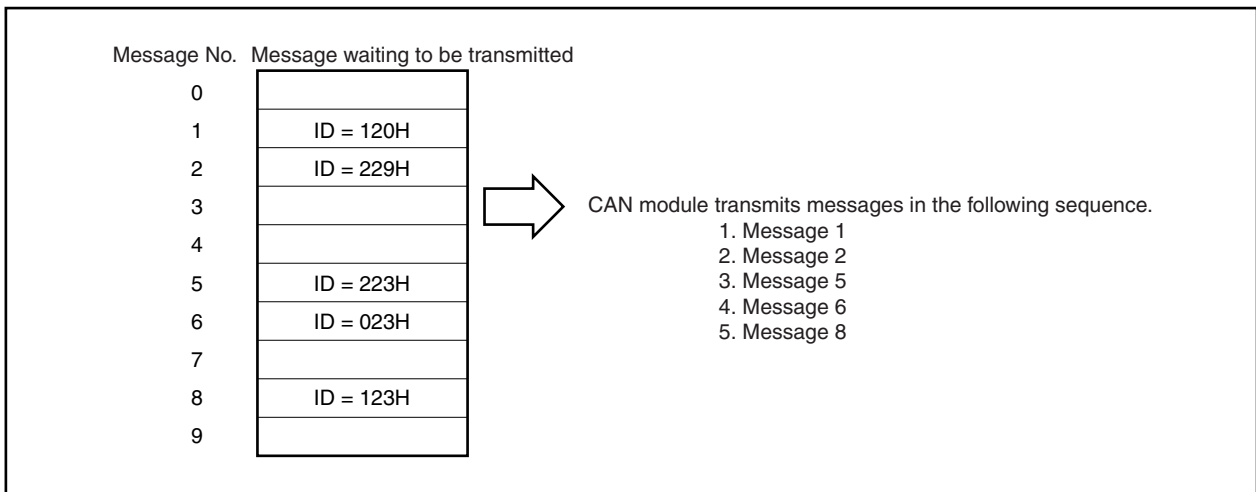 Message No. Message waiting to be transmitted
0
1 ID = 120H
2 ID = 229H
3
4
5 ID = 223H
6 ID = 023H
7
8 ID = 123H
9
CAN module transmits messages in the following sequence.
1. Message 1
2. Message 2
3. Message 5
4. Message 6
5. Message 8